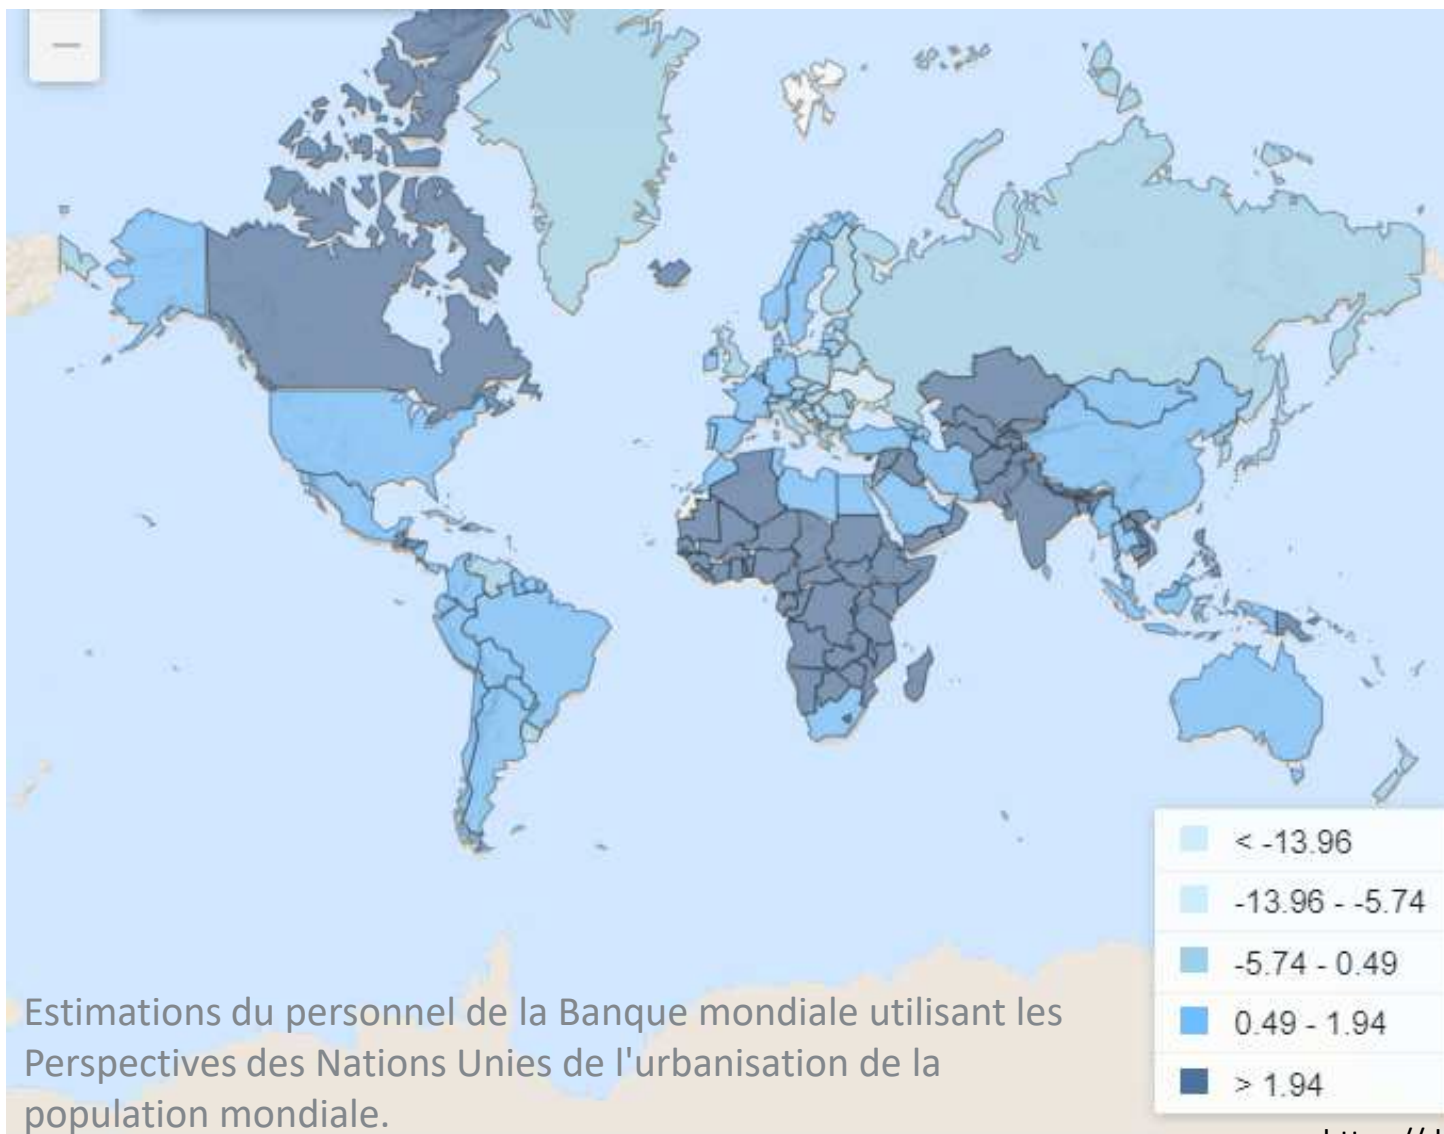 < -13.96
-13.96 - -5.74
-5.74 - 0.49
0.49 - 1.94
> 1.94
Estimations du personnel de la Banque mondiale utilisant les
Perspectives des Nations Unies de l'urbanisation de la
population mondiale.